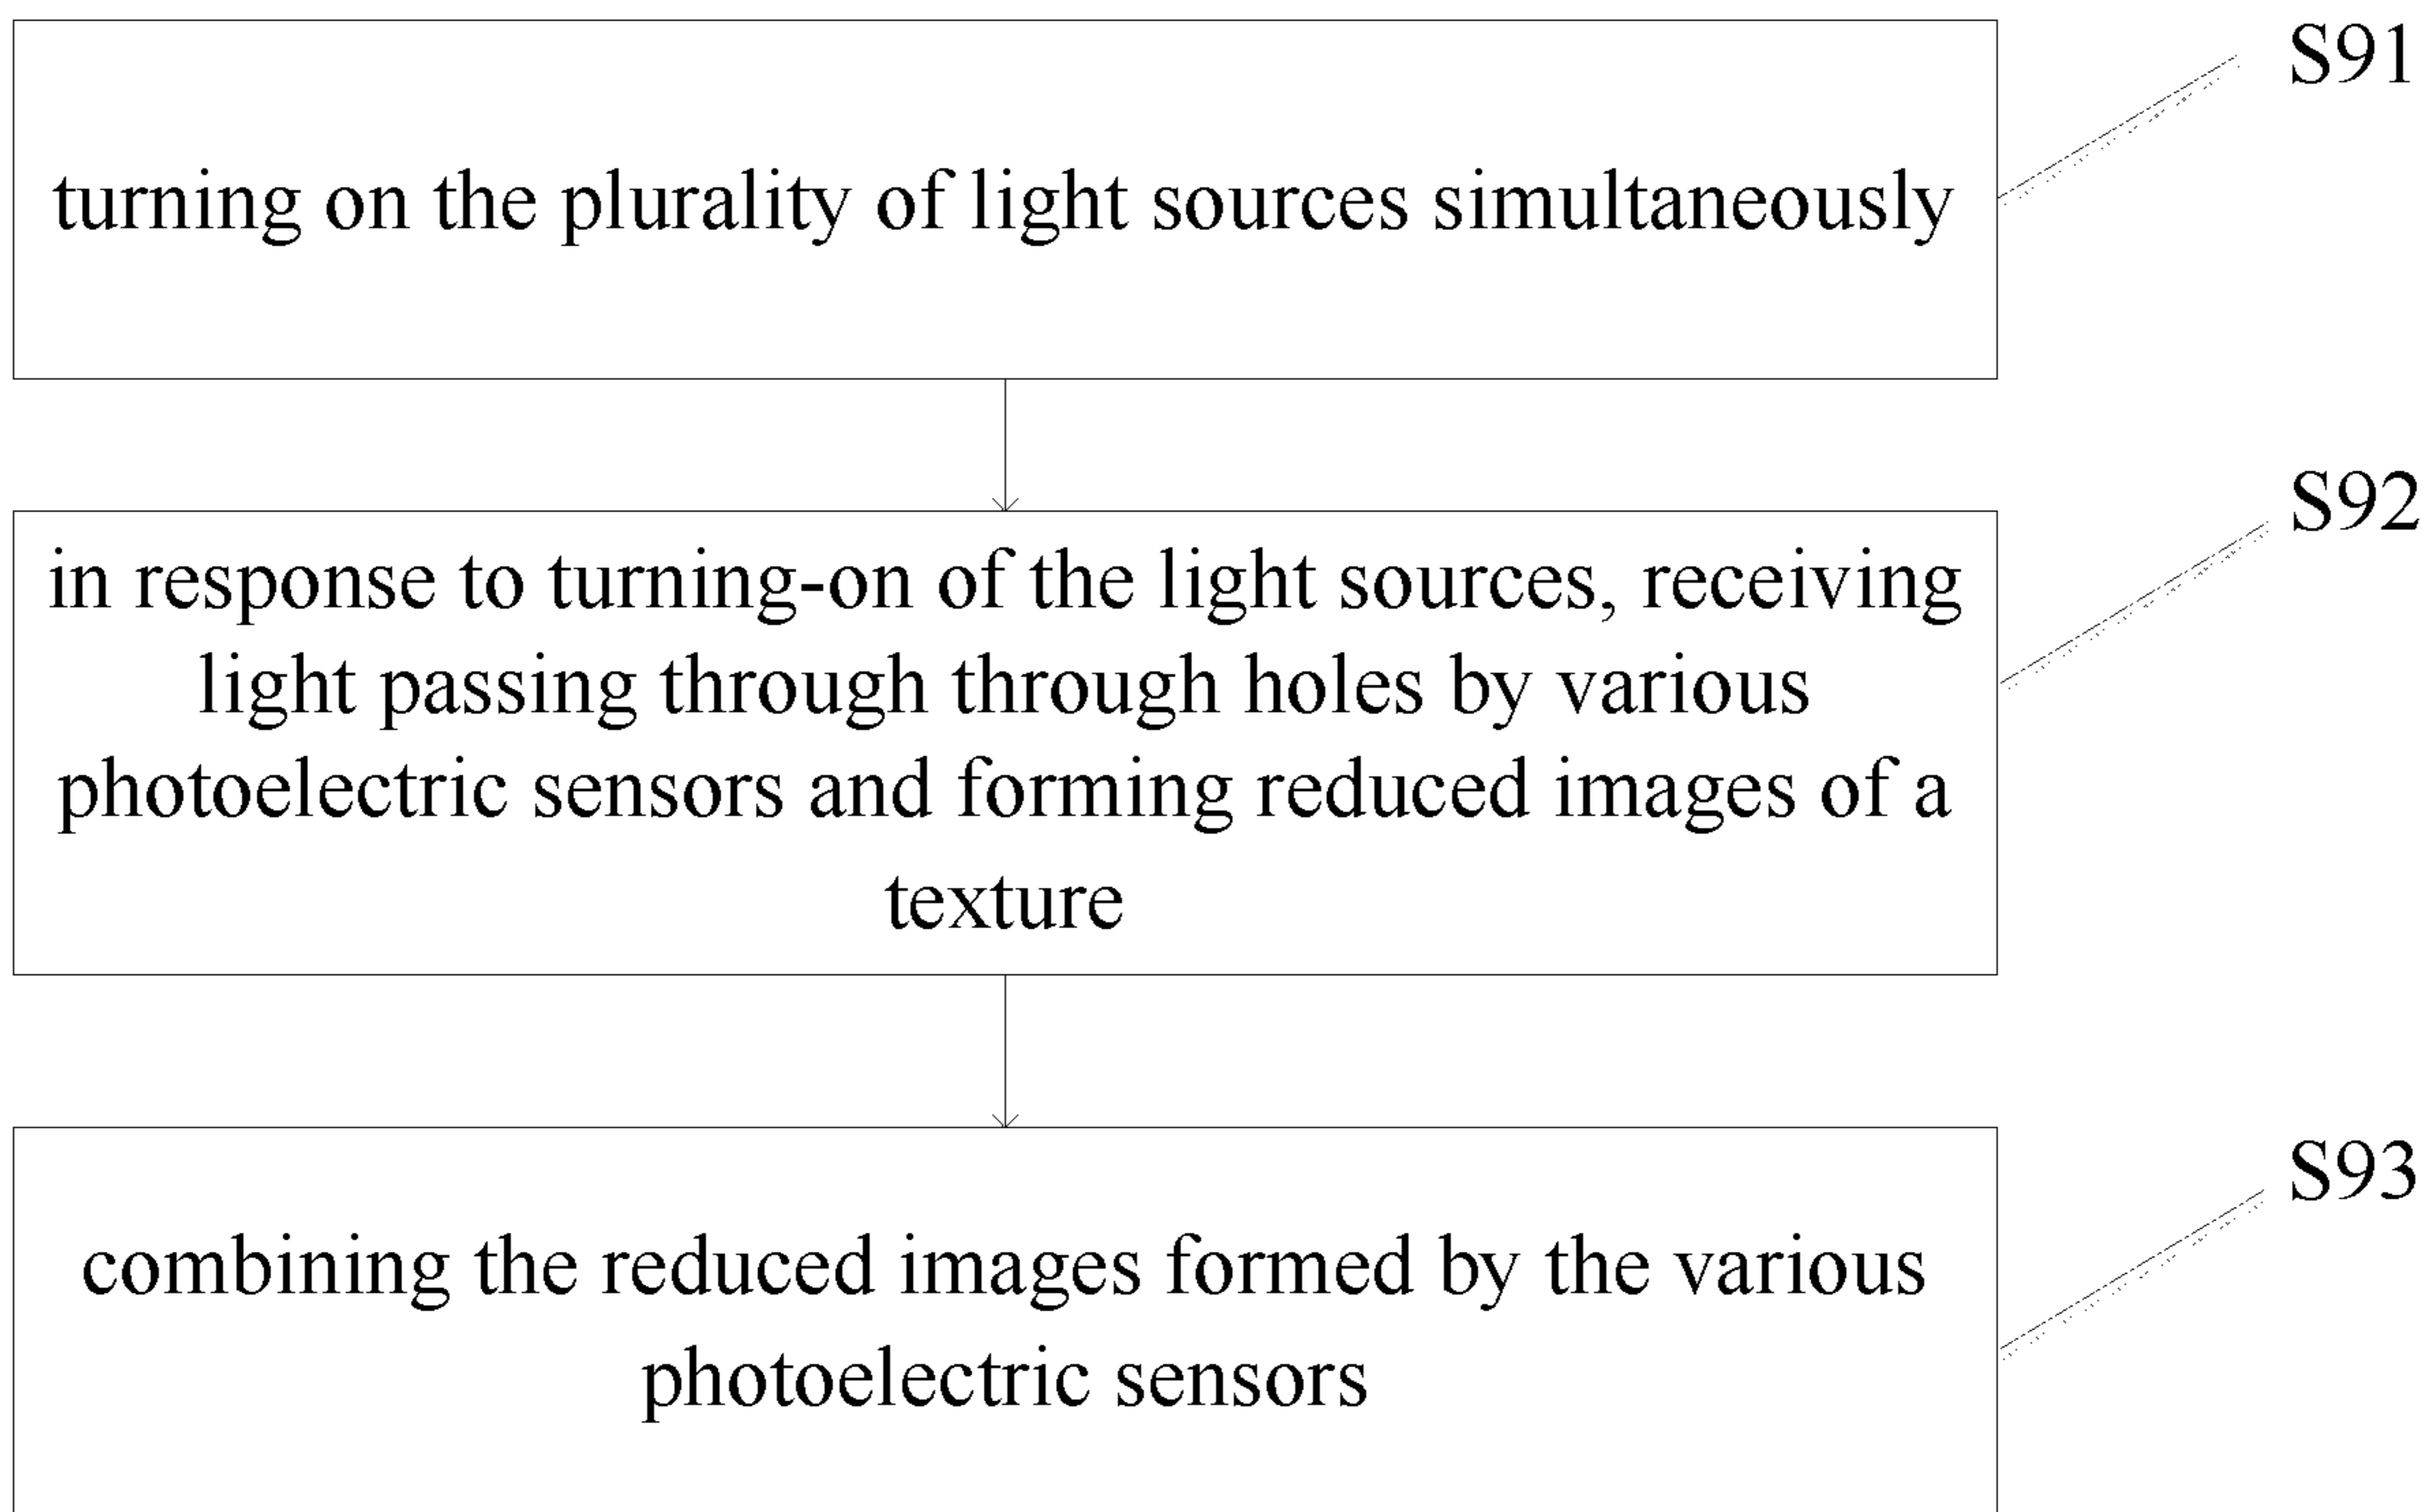 S91
turning on the plurality of light sources simultaneously
S92
in response to turning-on of the light sources, receiving
light passing through through holes by various
photoelectric sensors and forming reduced images of a
texture
S93
combining the reduced images formed by the various
photoelectric sensors